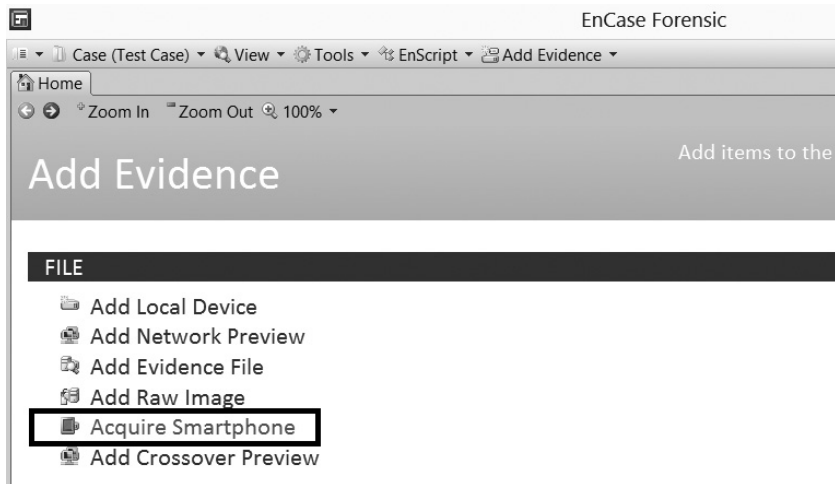 EnCase Forensic
Case (Test Case) View Tools EnScript Add Evidence
Home
Zoom In Zoom Out 100%
Add items to the
Add Evidence
FILE
Add Local Device
Add Network Preview
Add Evidence File
Add Raw Image
Acquire Smartphone
Add Crossover Preview